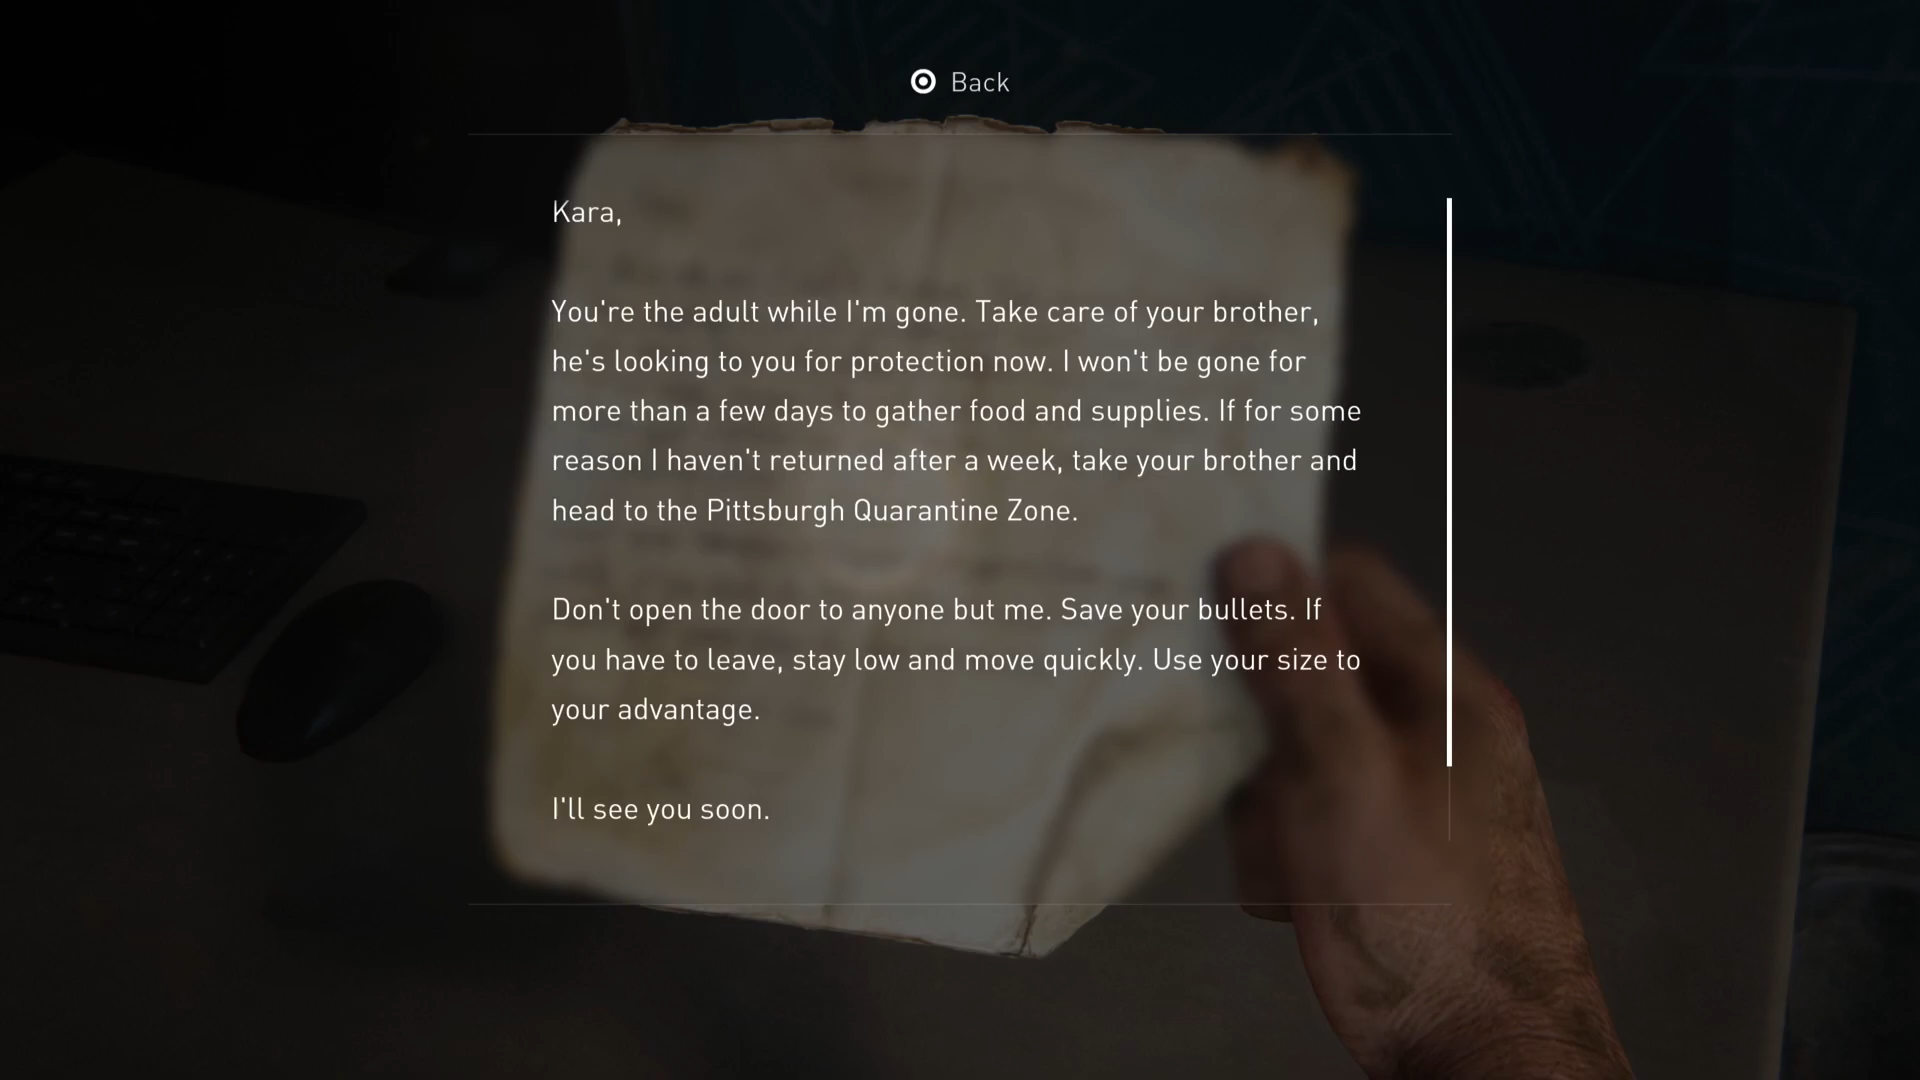 Back
Kara,
You're the adult while I'm gone. Take care of your brother,
he's looking to you for protection now. I won't be gone for
more than a few days to gather food and supplies. If for some
reason I haven't returned after a week, take your brother and
head to the Pittsburgh Quarantine Zone.
Don't open the door to anyone but me. Save your bullets. If
you have to leave, stay low and move quickly. Use your size to
your advantage.
I'll see you soon.